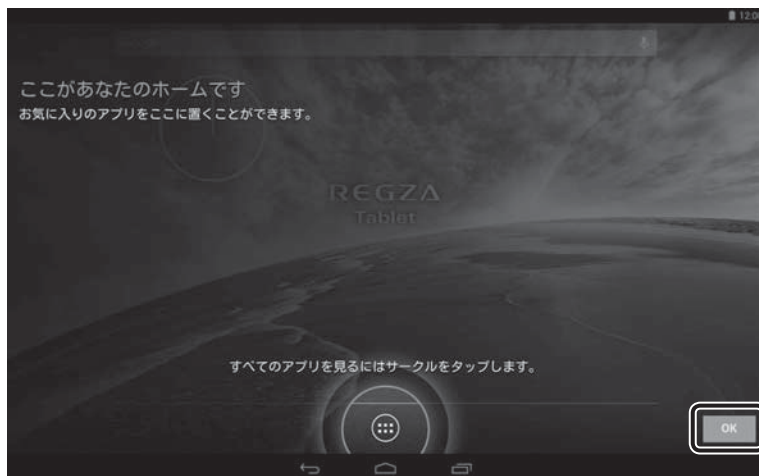 12:00
ここがあなたのホームです
お気に入りのアプリをここに置くことができます。
REGZA
Tablet
すべてのアプリを見るにはサークルをタップします。
OK